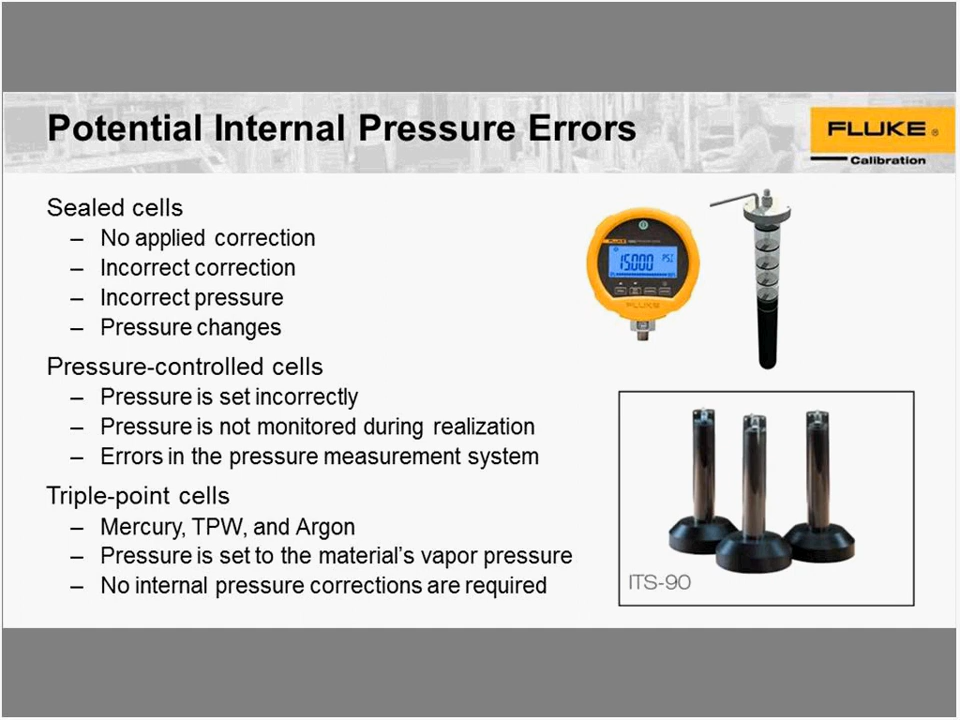 Potential Internal Pressure Errors
FLUKE ®
Calibration
Sealed cells
– No applied correction
– Incorrect correction
– Incorrect pressure
– Pressure changes
Pressure-controlled cells
– Pressure is set incorrectly
– Pressure is not monitored during realization
– Errors in the pressure measurement system
Triple-point cells
– Mercury, TPW, and Argon
– Pressure is set to the material's vapor pressure
– No internal pressure corrections are required
15.000 PSI
FLUKE
ITS-90